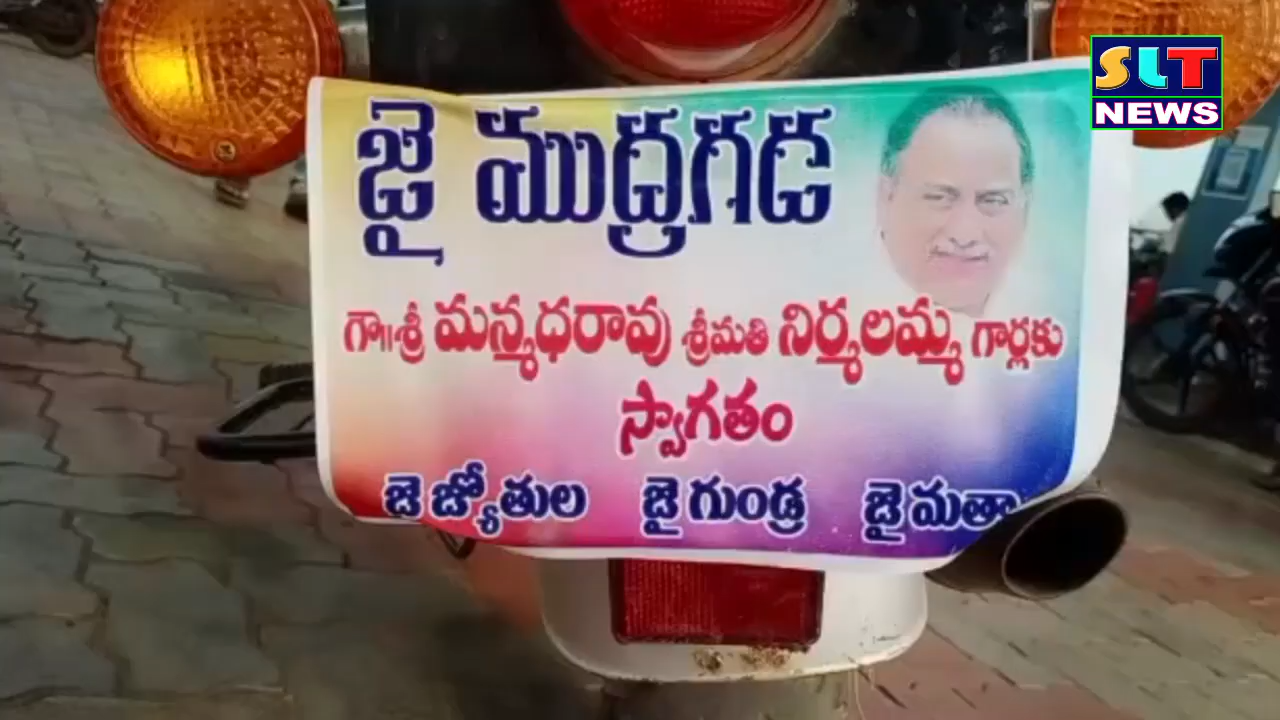 SLT
NEWS
జై ముద్రగడ
గౌ॥శ్రీ మన్మధరావు శ్రీమతి నిర్మలమ్మ గార్లకు
స్వాగతం
జై జ్యోతుల జై గుండ్ర జై మతా